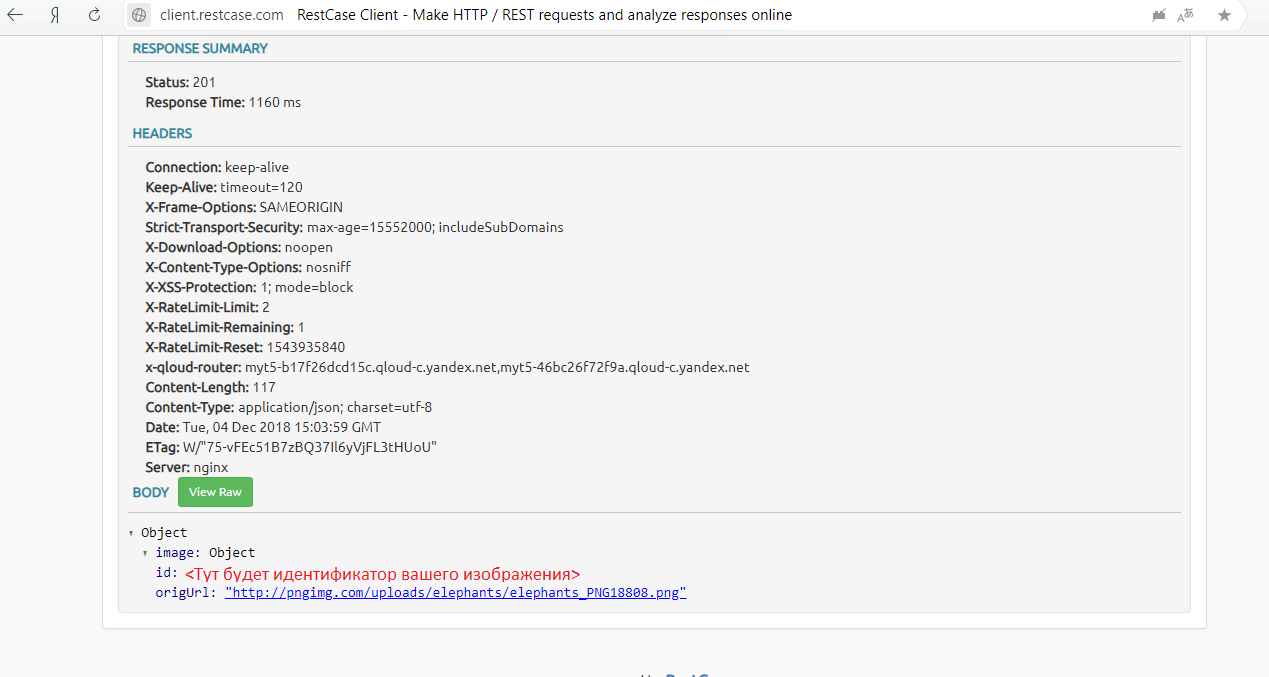 Я client.restcase.com RestCase Client - Make HTTP / REST requests and analyze responses online
RESPONSE SUMMARY
Status: 201
Response Time: 1160 ms
HEADERS
Connection: keep-alive
Keep-Alive: timeout=120
X-Frame-Options: SAMEORIGIN
Strict-Transport-Security: max-age=15552000; includeSubDomains
X-Download-Options: noopen
X-Content-Type-Options: nosniff
X-XSS-Protection: 1; mode=block
X-RateLimit-Limit: 2
X-RateLimit-Remaining: 1
X-RateLimit-Reset: 1543935840
x-qloud-router: myt5-b17f26dcd15c.qloud-c.yandex.net,myt5-46bc26f72f9a.qloud-c.yandex.net
Content-Length: 117
Content-Type: application/json; charset=utf-8
Date: Tue, 04 Dec 2018 15:03:59 GMT
ETag: W/"75-vFEc51B7zBQ37Il6yVjFL3tHUoU"
Server: nginx
BODY View Raw
Object
image: Object
id: <Тут будет идентификатор вашего изображения>
origUrl: "http://pngimg.com/uploads/elephants/elephants_PNG18808.png"